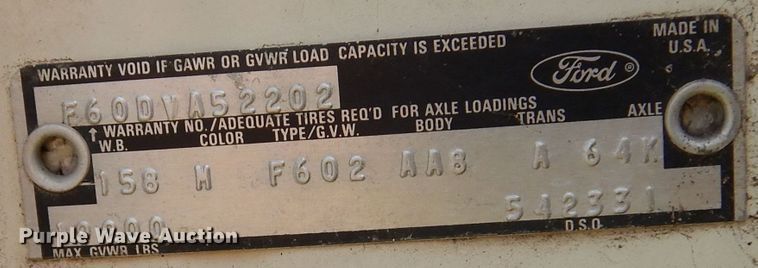 MADE IN
U.S.A.
WARRANTY VOID IF GAWR OR GVWR LOAD CAPACITY IS EXCEEDED
Ford ®
F60DVA52202
↑ WARRANTY NO./ADEQUATE TIRES REQ'D FOR AXLE LOADINGS
W.B. COLOR TYPE/G.V.W. BODY TRANS AXLE
158 M F602 AA8 A 64K
542331
Purple Wave Auction®
MAX GVWR LBS. D.S.O.